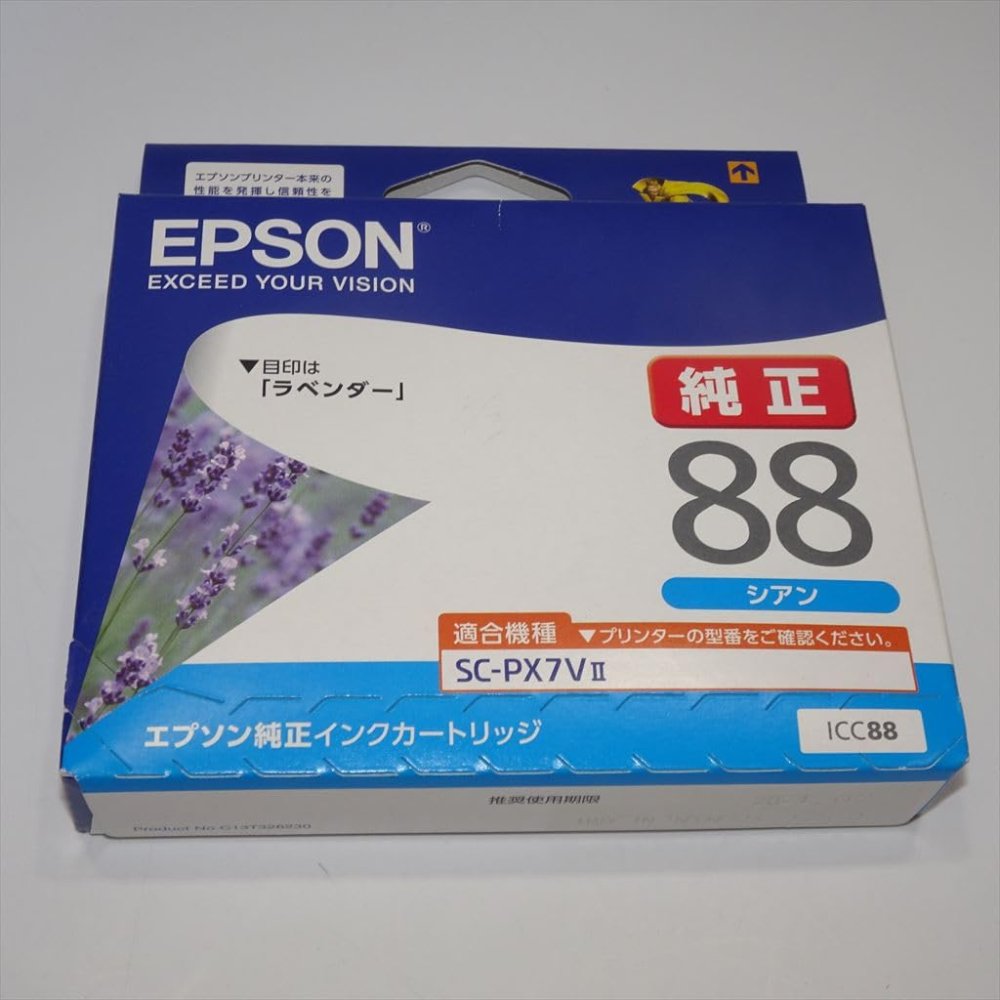 エプソンプリンター本来の
性能を発揮し信頼性を
EPSON®
EXCEED YOUR VISION
▼目印は
「ラベンダー」
純正
88
シアン
適合機種 ▼プリンターの型番をご確認ください。
SC-PX7VⅡ
エプソン純正インクカートリッジ
ICC88
推奨使用期限
Product No